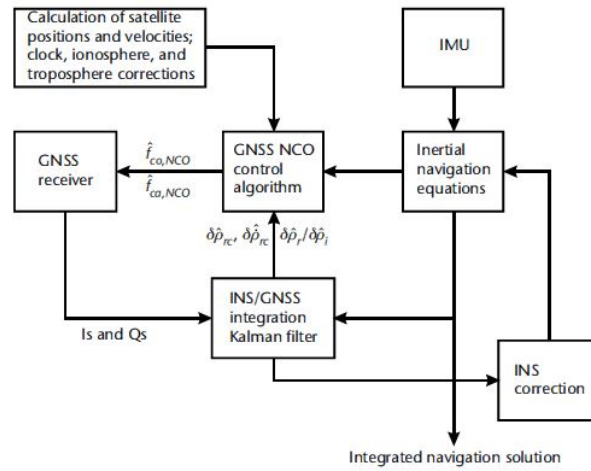 Calculation of satellite
positions and velocities;
clock, ionosphere, and
troposphere corrections
IMU
GNSS
receiver
f̂co,NCO
f̂ca,NCO
GNSS NCO
control
algorithm
Inertial
navigation
equations
δρ̂rc, δρ̇̂rc δρ̂r/δρ̂i
Is and Qs
INS/GNSS
integration
Kalman filter
INS
correction
Integrated navigation solution